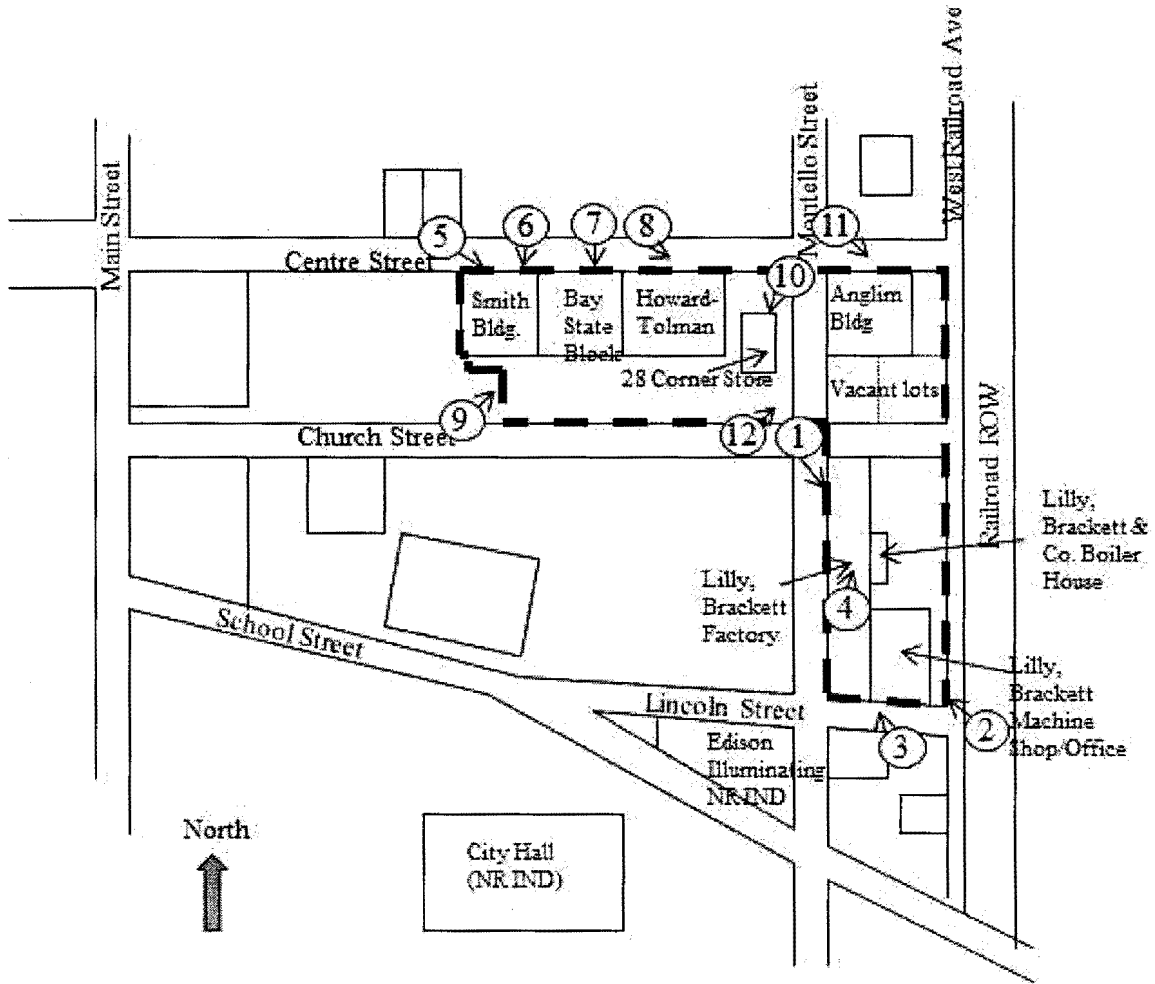 West Railroad Ave
Montello Street
Main Street
5
6
7
8
11
Centre Street
10
Smith
Bldg.
Bay
State
Block
Howard-
Tolman
Anglim
Bldg
28 Corner Store
Vacant lots
9
Church Street
12
1
Railroad ROW
Lilly,
Brackett &
Co. Boiler
House
Lilly,
Brackett
Factory
4
School Street
Lilly,
Brackett
Machine
Shop/Office
Lincoln Street
2
3
Edison
Illuminating
NR IND
North
City Hall
(NR IND)